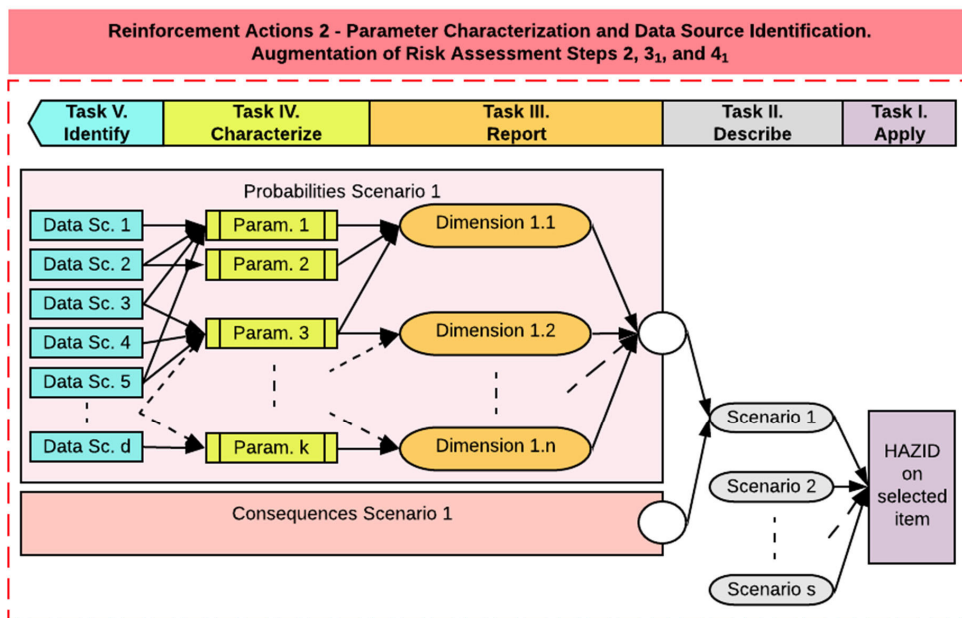 Reinforcement Actions 2 - Parameter Characterization and Data Source Identification.
Augmentation of Risk Assessment Steps 2, 3₁, and 4₁
Task V.
Identify
Task IV.
Characterize
Task III.
Report
Task II.
Describe
Task I.
Apply
Probabilities Scenario 1
Data Sc. 1
Data Sc. 2
Data Sc. 3
Data Sc. 4
Data Sc. 5
Data Sc. d
Param. 1
Param. 2
Param. 3
Param. k
Dimension 1.1
Dimension 1.2
Dimension 1.n
Consequences Scenario 1
Scenario 1
Scenario 2
Scenario s
HAZID
on
selected
item